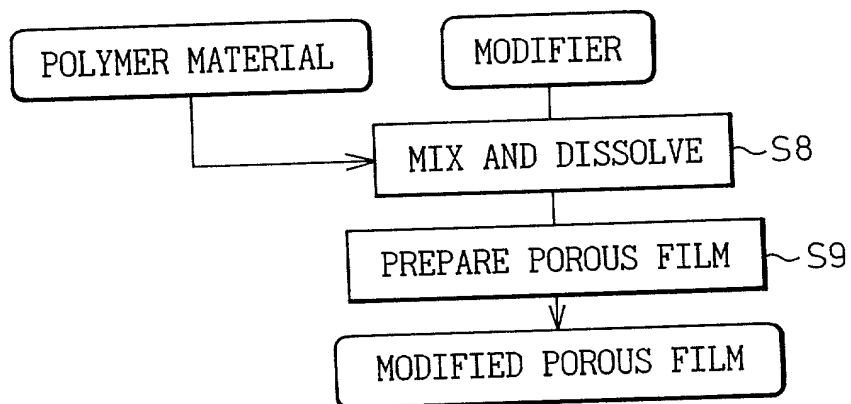 POLYMER MATERIAL
MODIFIER
MIX AND DISSOLVE
S8
PREPARE POROUS FILM
S9
MODIFIED POROUS FILM